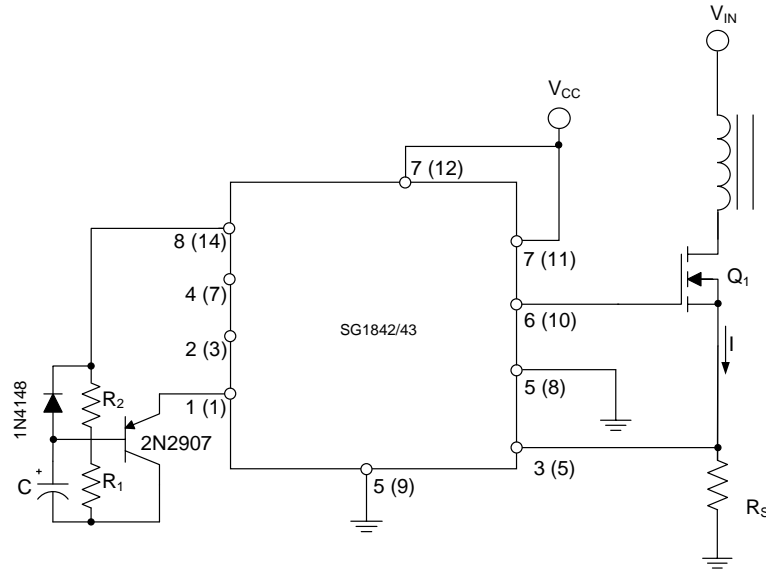 V_IN
V_CC
7 (12)
8 (14)
7 (11)
4 (7)
Q_1
6 (10)
SG1842/43
2 (3)
I
5 (8)
1N4148
R_2
1 (1)
2N2907
3 (5)
+
C
R_1
5 (9)
R_S